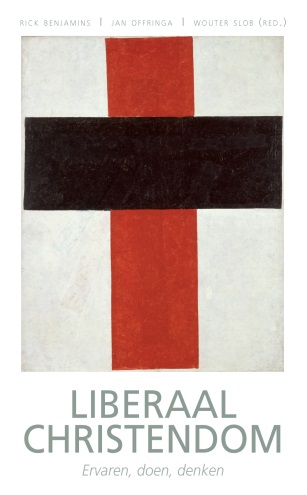 RICK BENJAMINS | JAN OFFRINGA | WOUTER SLOB (RED.)
LIBERAAL
CHRISTENDOM
Ervaren, doen, denken